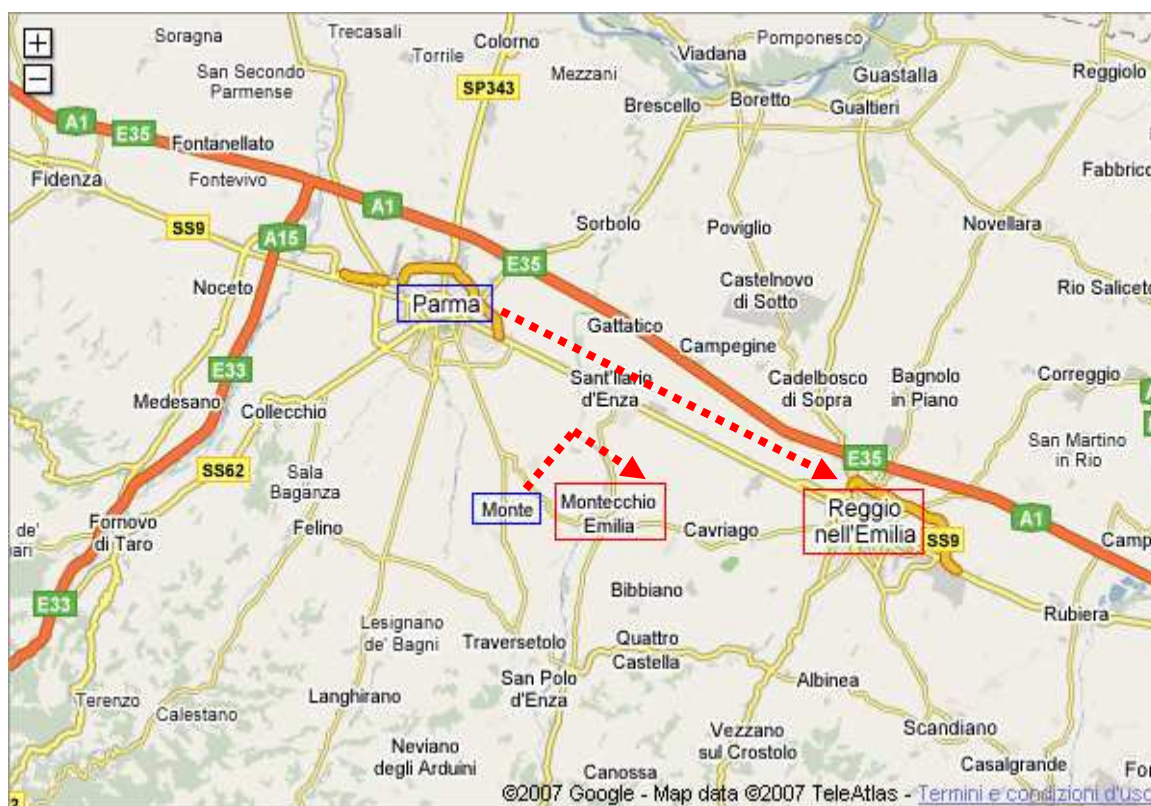 +
Soragna
Trecasali
Torrile
Colorno
Viadana
Pomponesco
San Secondo
Parmense
Mezzani
Guastalla
Reggiolo
SP343
Brescello
Boretto
Gualtieri
A1
E35
Fontanellato
Fidenza
Fontevivo
Fabbrico
A1
SS9
Sorbolo
Poviglio
Novellara
A15
E35
Noceto
Castelnovo
di Sotto
Rio Saliceto
Parma
Gattatico
Campegine
E33
Sant'Ilario
d'Enza
Cadelbosco
di Sopra
Bagnolo
in Piano
Correggio
Medesano
Collecchio
San Martino
in Rio
SS62
Sala
Baganza
E35
Monte
Montecchio
Emilia
Reggio
nell'Emilia
A1
Fornovo
di Taro
Felino
Cavriago
SS9
Camp
de'
ari
Bibbiano
E33
Rubiera
Lesignano
de' Bagni
Traversetolo
Quattro
Castella
San Polo
d'Enza
Albinea
Terenzo
Langhirano
Calestano
Vezzano
sul Crostolo
Scandiano
Neviano
degli Arduini
Canossa
Casalgrande
For
2
©2007 Google - Map data ©2007 TeleAtlas - Termini e condizioni d'uso